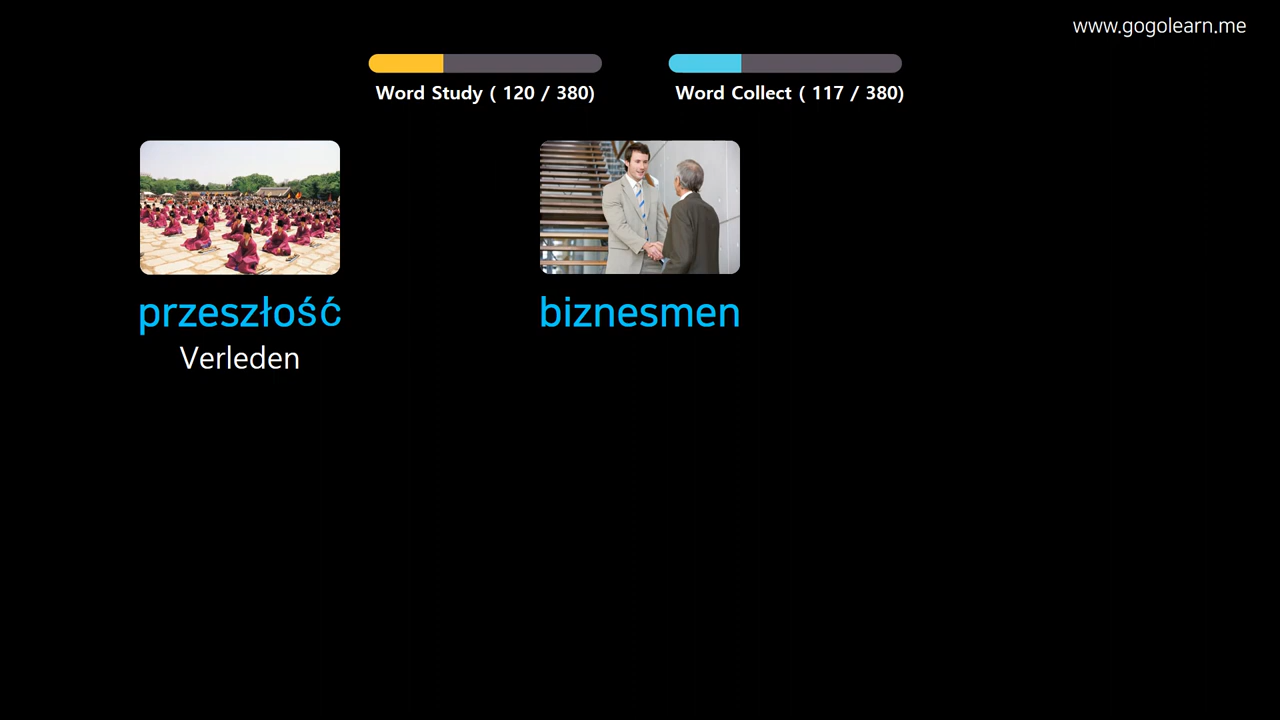 www.gogolearn.me
Word Study ( 120 / 380)
Word Collect ( 117 / 380)
przeszłość
biznesmen
Verleden